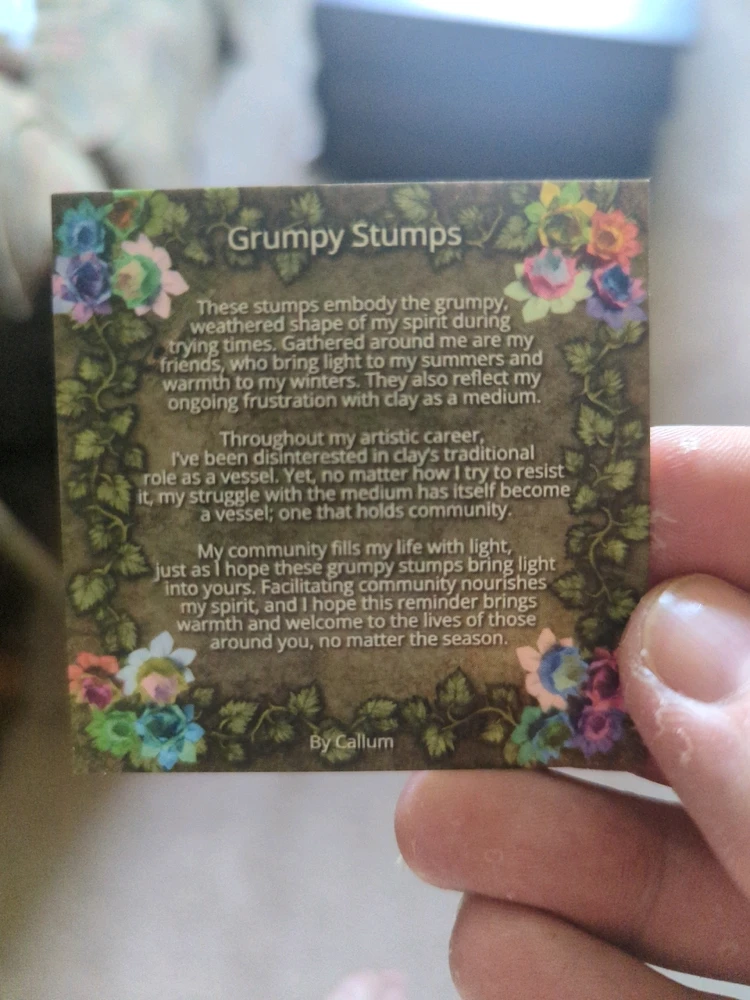 Grumpy Stumps
These stumps embody the grumpy,
weathered shape of my spirit during
trying times. Gathered around me are my
friends, who bring light to my summers and
warmth to my winters. They also reflect my
ongoing frustration with clay as a medium.
Throughout my artistic career,
I've been disinterested in clay's traditional
role as a vessel. Yet, no matter how I try to resist
it, my struggle with the medium has itself become
a vessel; one that holds community.
My community fills my life with light,
just as I hope these grumpy stumps bring light
into yours. Facilitating community nourishes
my spirit, and I hope this reminder brings
warmth and welcome to the lives of those
around you, no matter the season.
By Callum